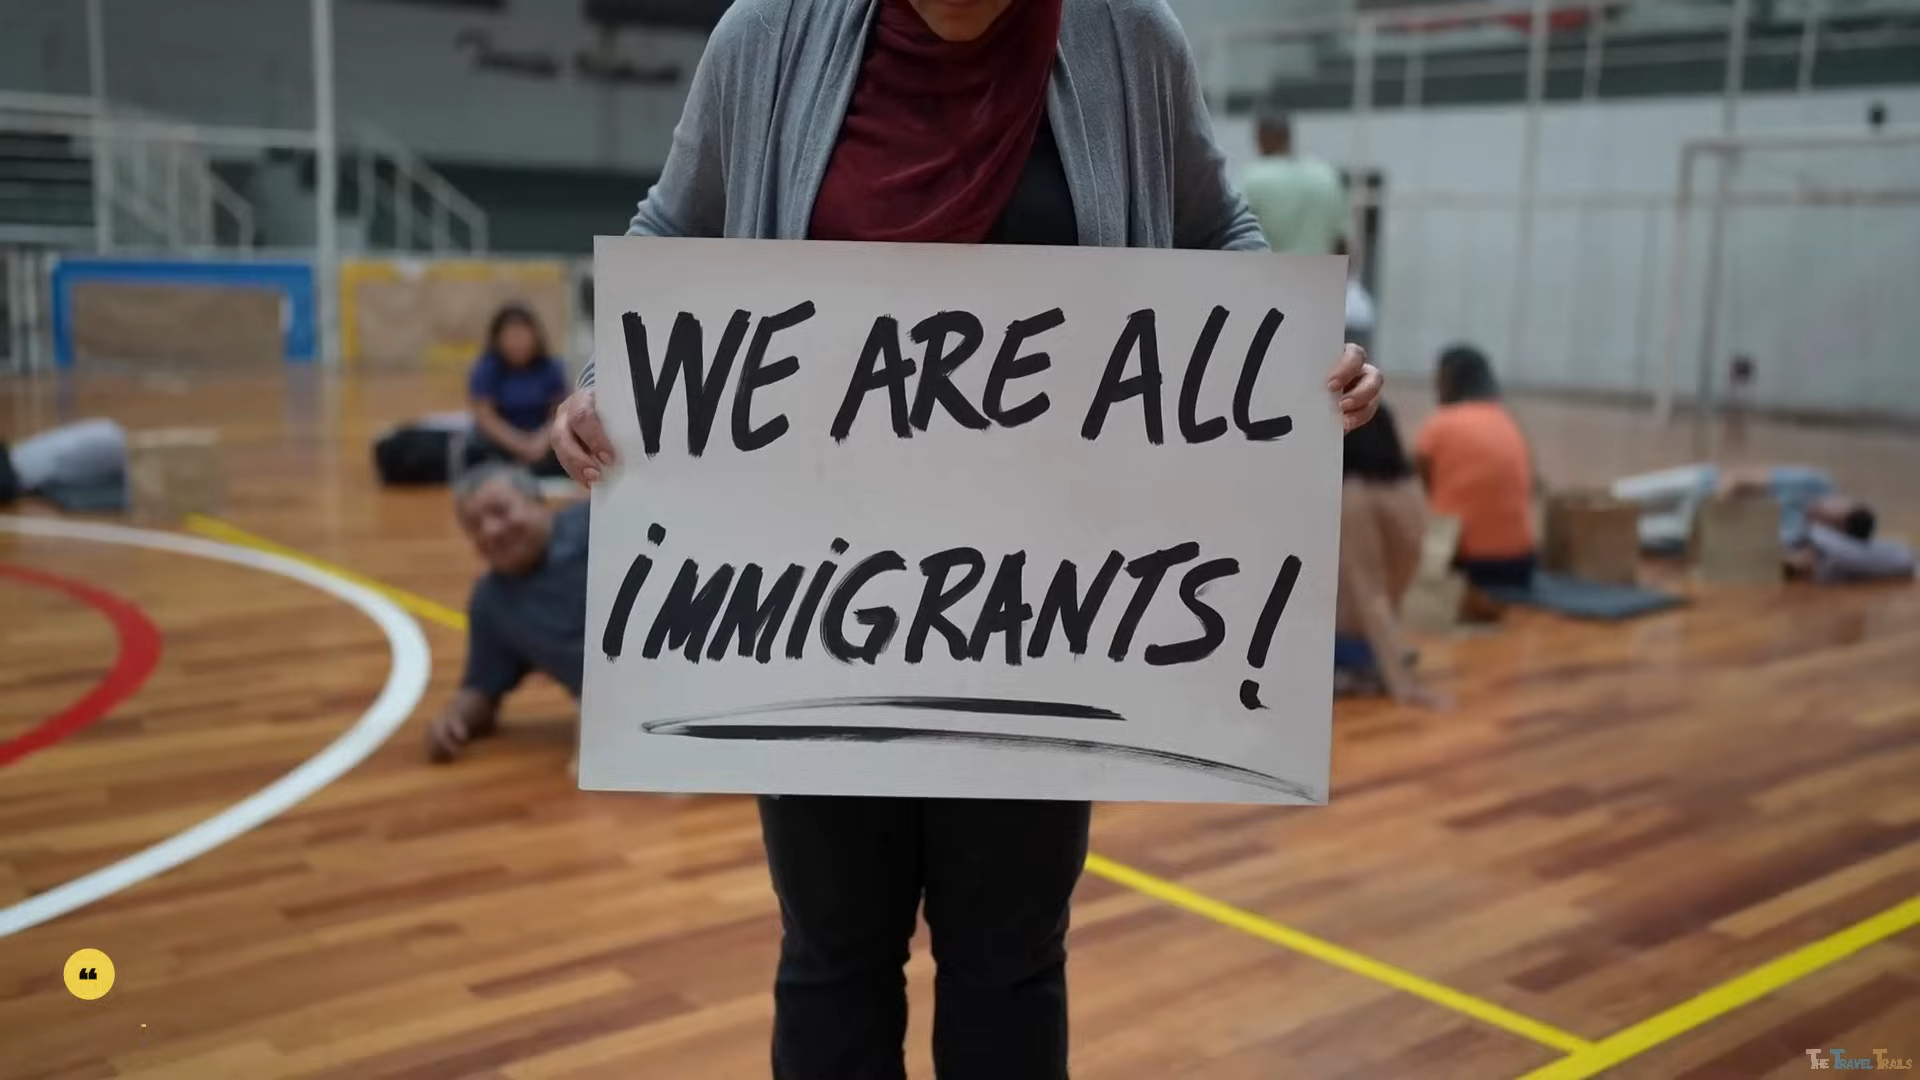 WE ARE ALL
iMMiGRANTS!
“
THE TRAVEL TRAILS